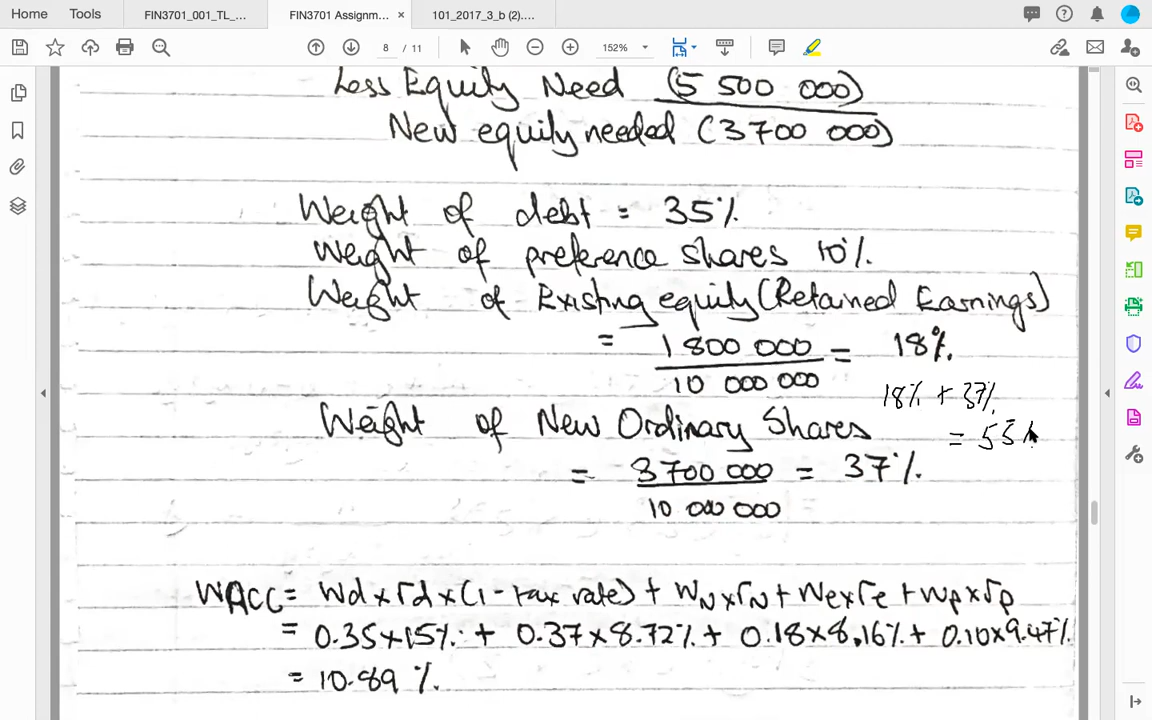 Home Tools FIN3701_001_TL_... FIN3701 Assignm... × 101_2017_3_b (2)....
8 / 11 152%
Less Equity Need (5 500 000)
New equity needed (3700 000)
Weight of debt = 35%
Weight of preference shares 10%.
Weight of Existing equity (Retained Earnings)
= 1 800 000 = 18%.
10 000 000
18% + 37%
Weight of New Ordinary Shares
= 55%
= 3700 000 = 37%.
10 000 000
WACC = Wd x rd x (1 - tax rate) + WN x rN + We x re + Wp x rp
= 0.35 x 15% + 0.37 x 8.72% + 0.18 x 8.16% + 0.10 x 9.47%
= 10.89 %.